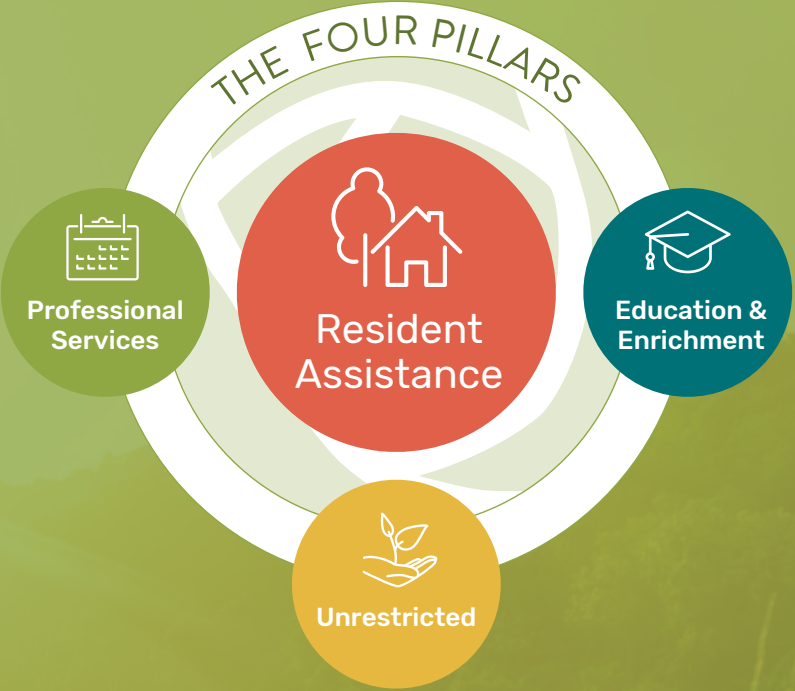 THE FOUR PILLARS
Resident
Assistance
Professional
Services
Education &
Enrichment
Unrestricted